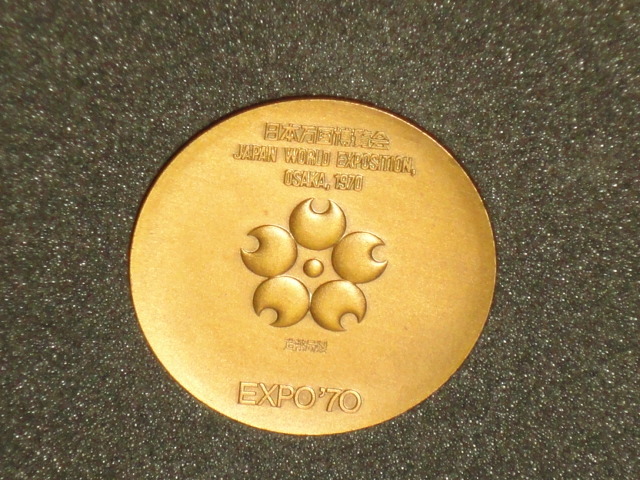 日本万国博覧会
JAPAN WORLD EXPOSITION,
OSAKA, 1970
EXPO'70